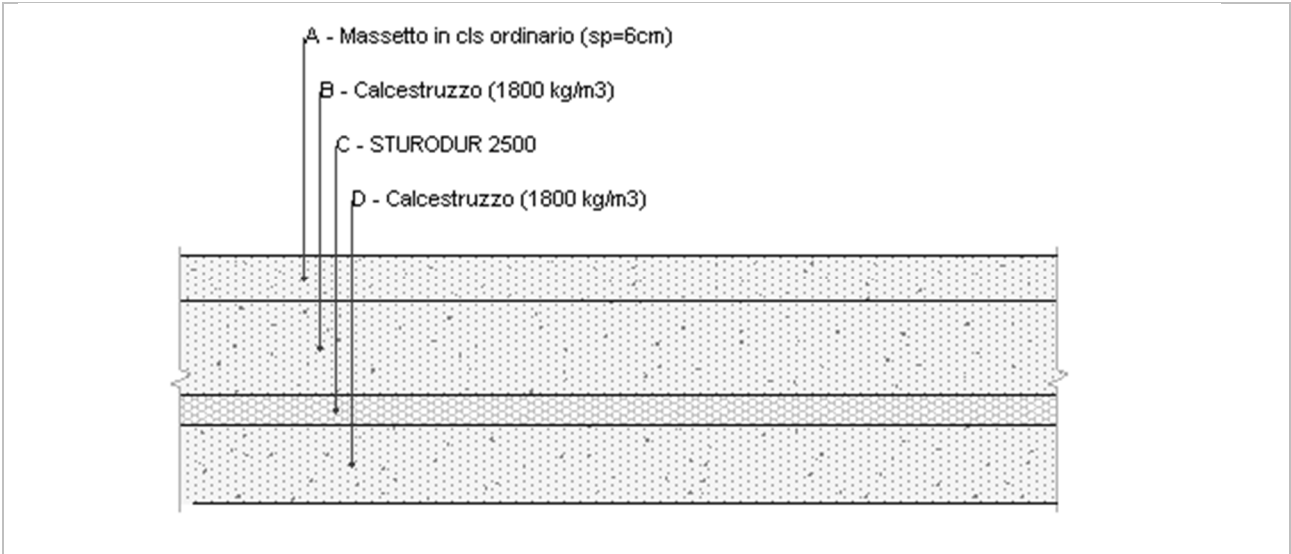 A - Massetto in cls ordinario (sp=6cm)
B - Calcestruzzo (1800 kg/m3)
C - STURODUR 2500
D - Calcestruzzo (1800 kg/m3)